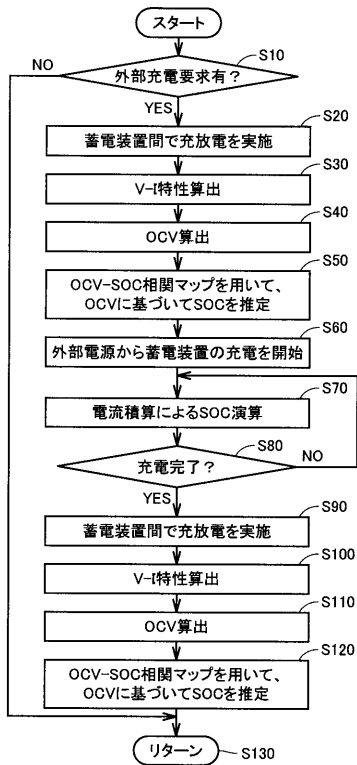 スタート
S10
NO
外部充電要求有？
YES
S20
蓄電装置間で充放電を実施
S30
V-I特性算出
S40
OCV算出
S50
OCV-SOC相関マップを用いて、
OCVに基づいてSOCを推定
S60
外部電源から蓄電装置の充電を開始
S70
電流積算によるSOC演算
S80
充電完了？
NO
YES
S90
蓄電装置間で充放電を実施
S100
V-I特性算出
S110
OCV算出
S120
OCV-SOC相関マップを用いて、
OCVに基づいてSOCを推定
リターン
S130